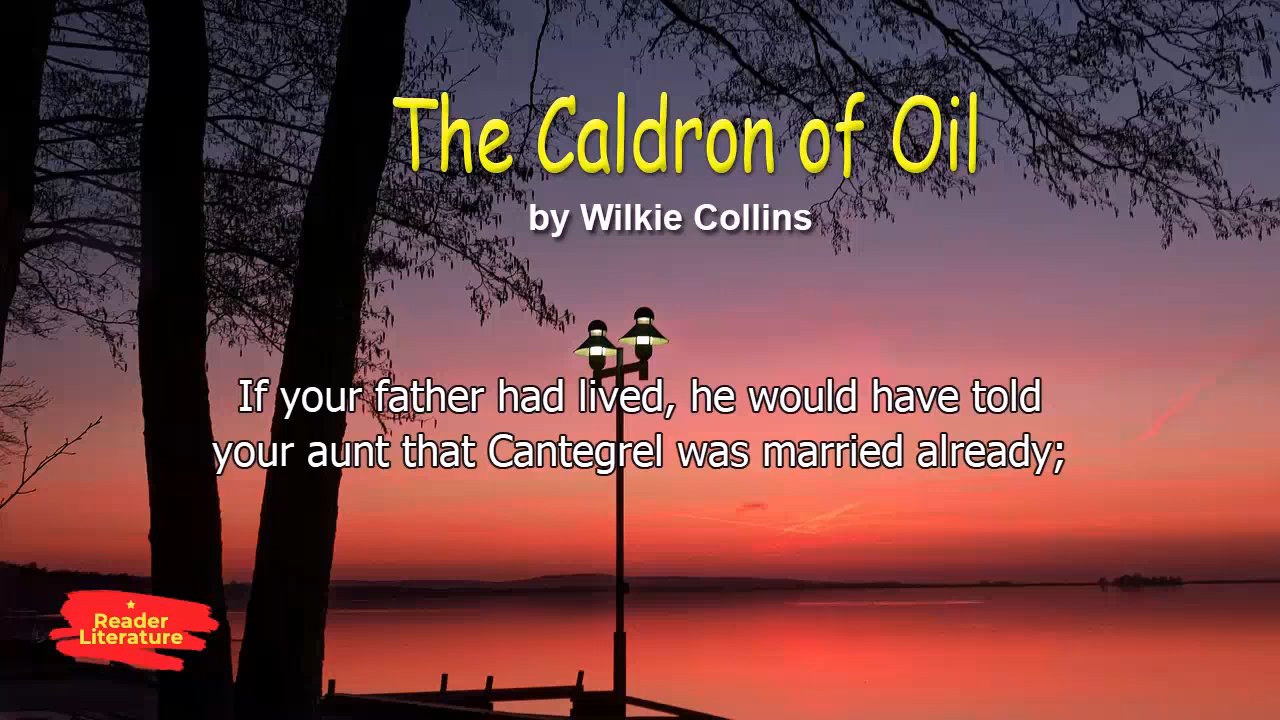 The Caldron of Oil
by Wilkie Collins
If your father had lived, he would have told
your aunt that Cantegrel was married already;
Reader
Literature